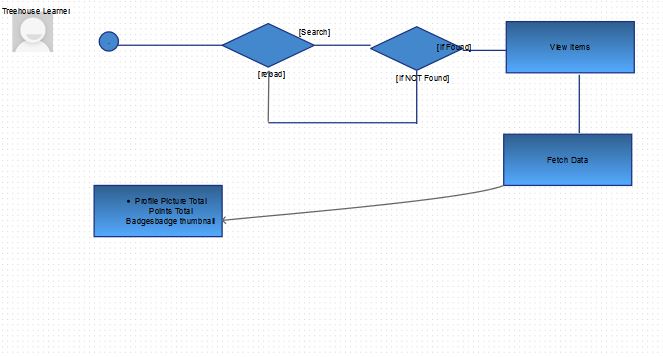 Treehouse Learner
[Search]
[if Found]
View Items
[reload]
[if NOT Found]
Fetch Data
• Profile Picture Total
Points Total
Badgesbadge thumbnail